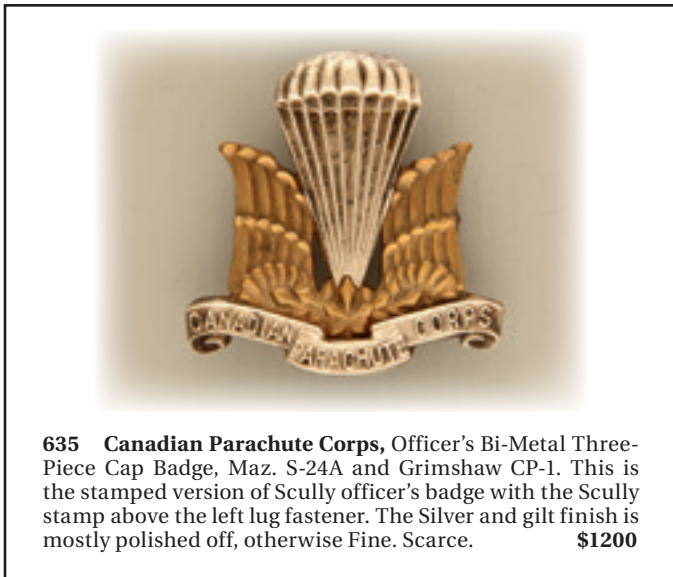 CANADIAN PARACHUTE CORPS
635 Canadian Parachute Corps, Officer's Bi-Metal Three-
Piece Cap Badge, Maz. S-24A and Grimshaw CP-1. This is
the stamped version of Scully officer's badge with the Scully
stamp above the left lug fastener. The Silver and gilt finish is
mostly polished off, otherwise Fine. Scarce. $1200